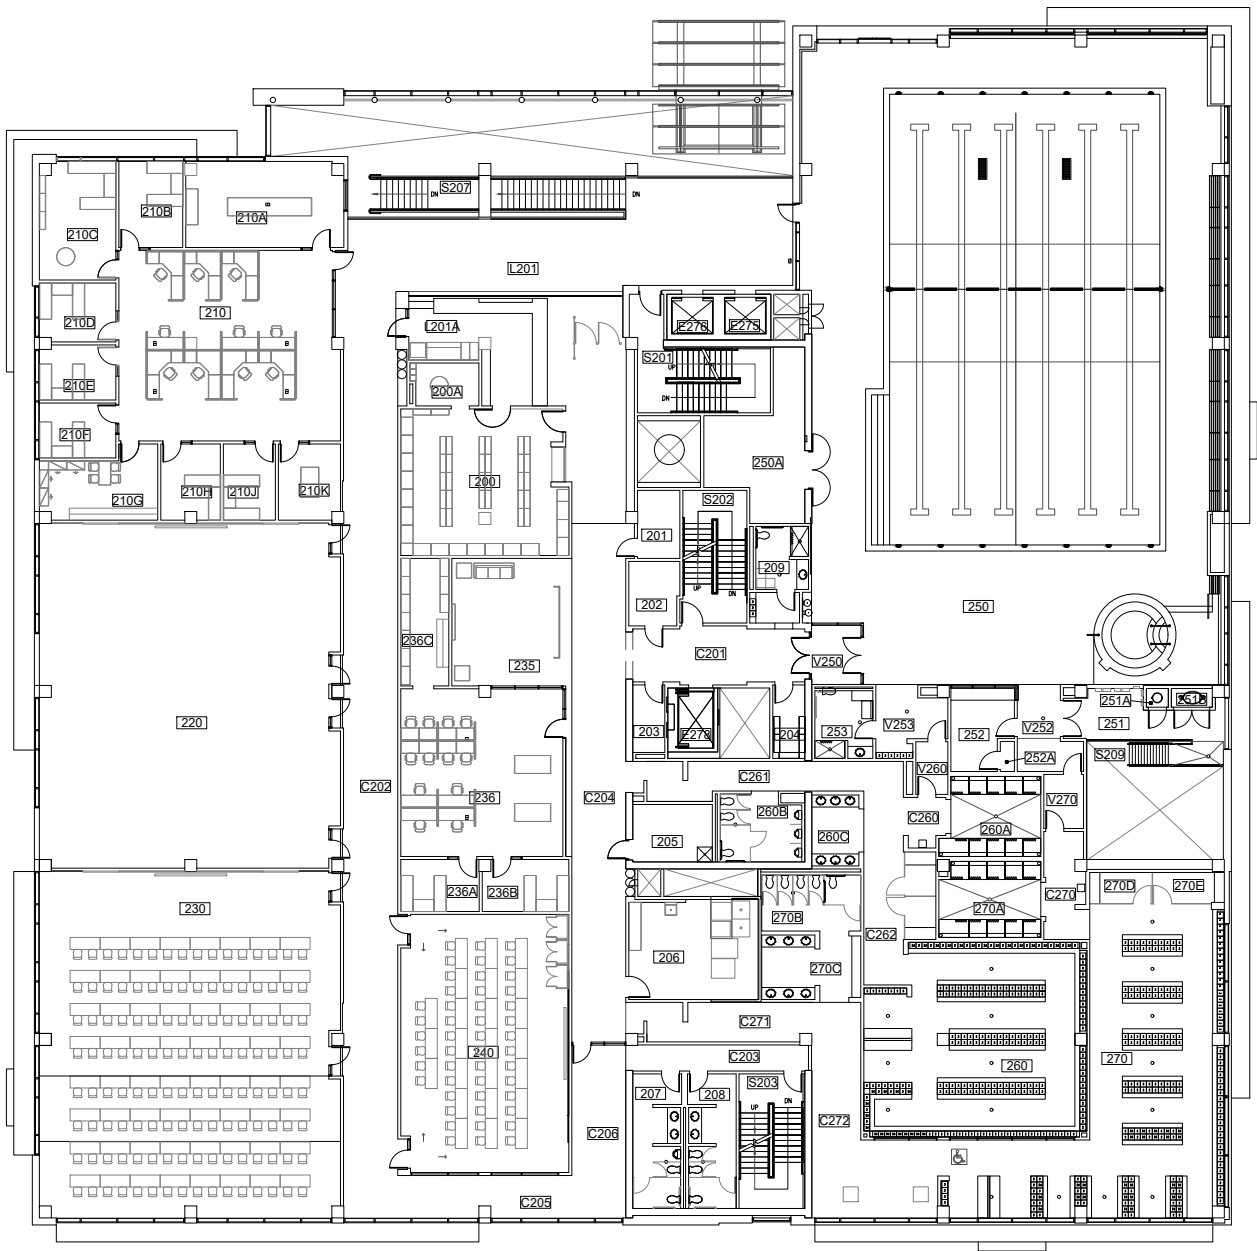 S207
DN
DN
210C
210B
210A
L201
210
210D
L201A
E276
E275
S201
UP
DN
210E
200A
210F
250A
210G
210H
210J
210K
200
S202
201
209
UP
DN
202
250
236C
235
C201
V250
220
203
E278
204
253
V253
252
V252
251A
251B
251
252A
S209
C202
236
C204
C261
V260
V270
260B
C260
205
260C
260A
236A
236B
230
270A
C270
270D
270E
270B
C262
206
270C
240
C271
C203
260
270
207
208
S203
UP
DN
C206
C272
C205